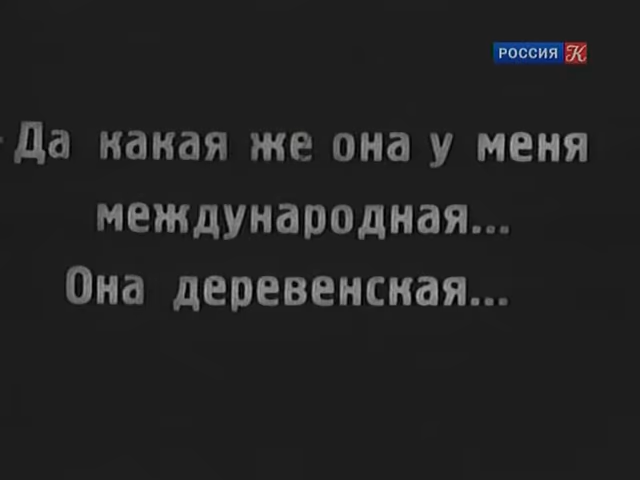 РОССИЯ К
- Да какая же она у меня
международная...
Она деревенская...